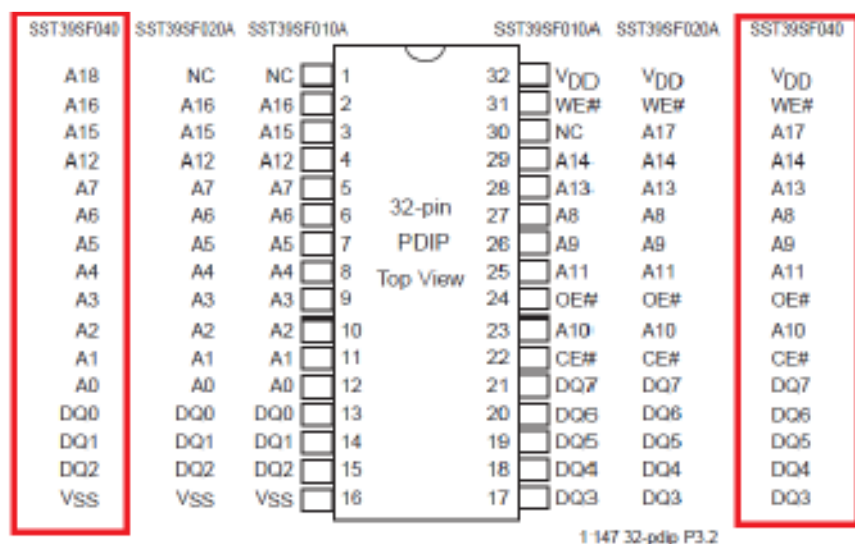 SST39SF040 SST39SF020A SST39SF010A SST39SF010A SST39SF020A SST39SF040
A18 NC NC 1 32 VDD VDD VDD
A16 A16 A16 2 31 WE# WE# WE#
A15 A15 A15 3 30 NC A17 A17
A12 A12 A12 4 29 A14 A14 A14
A7 A7 A7 5 28 A13 A13 A13
A6 A6 A6 6 32-pin 27 A8 A8 A8
A5 A5 A5 7 PDIP 26 A9 A9 A9
A4 A4 A4 8 Top View 25 A11 A11 A11
A3 A3 A3 9 24 OE# OE# OE#
A2 A2 A2 10 23 A10 A10 A10
A1 A1 A1 11 22 CE# CE# CE#
A0 A0 A0 12 21 DQ7 DQ7 DQ7
DQ0 DQ0 DQ0 13 20 DQ6 DQ6 DQ6
DQ1 DQ1 DQ1 14 19 DQ5 DQ5 DQ5
DQ2 DQ2 DQ2 15 18 DQ4 DQ4 DQ4
VSS VSS VSS 16 17 DQ3 DQ3 DQ3
1147 32-pdip P3.2